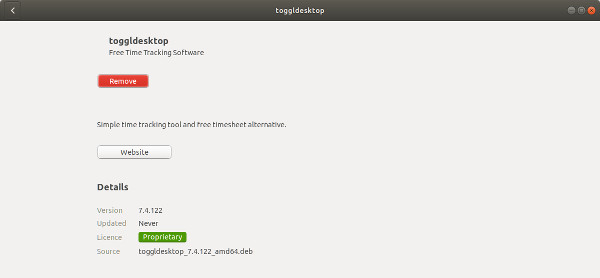 toggldesktop
toggldesktop
Free Time Tracking Software
Remove
Simple time tracking tool and free timesheet alternative.
Website
Details
Version 7.4.122
Updated Never
Licence Proprietary
Source toggldesktop_7.4.122_amd64.deb